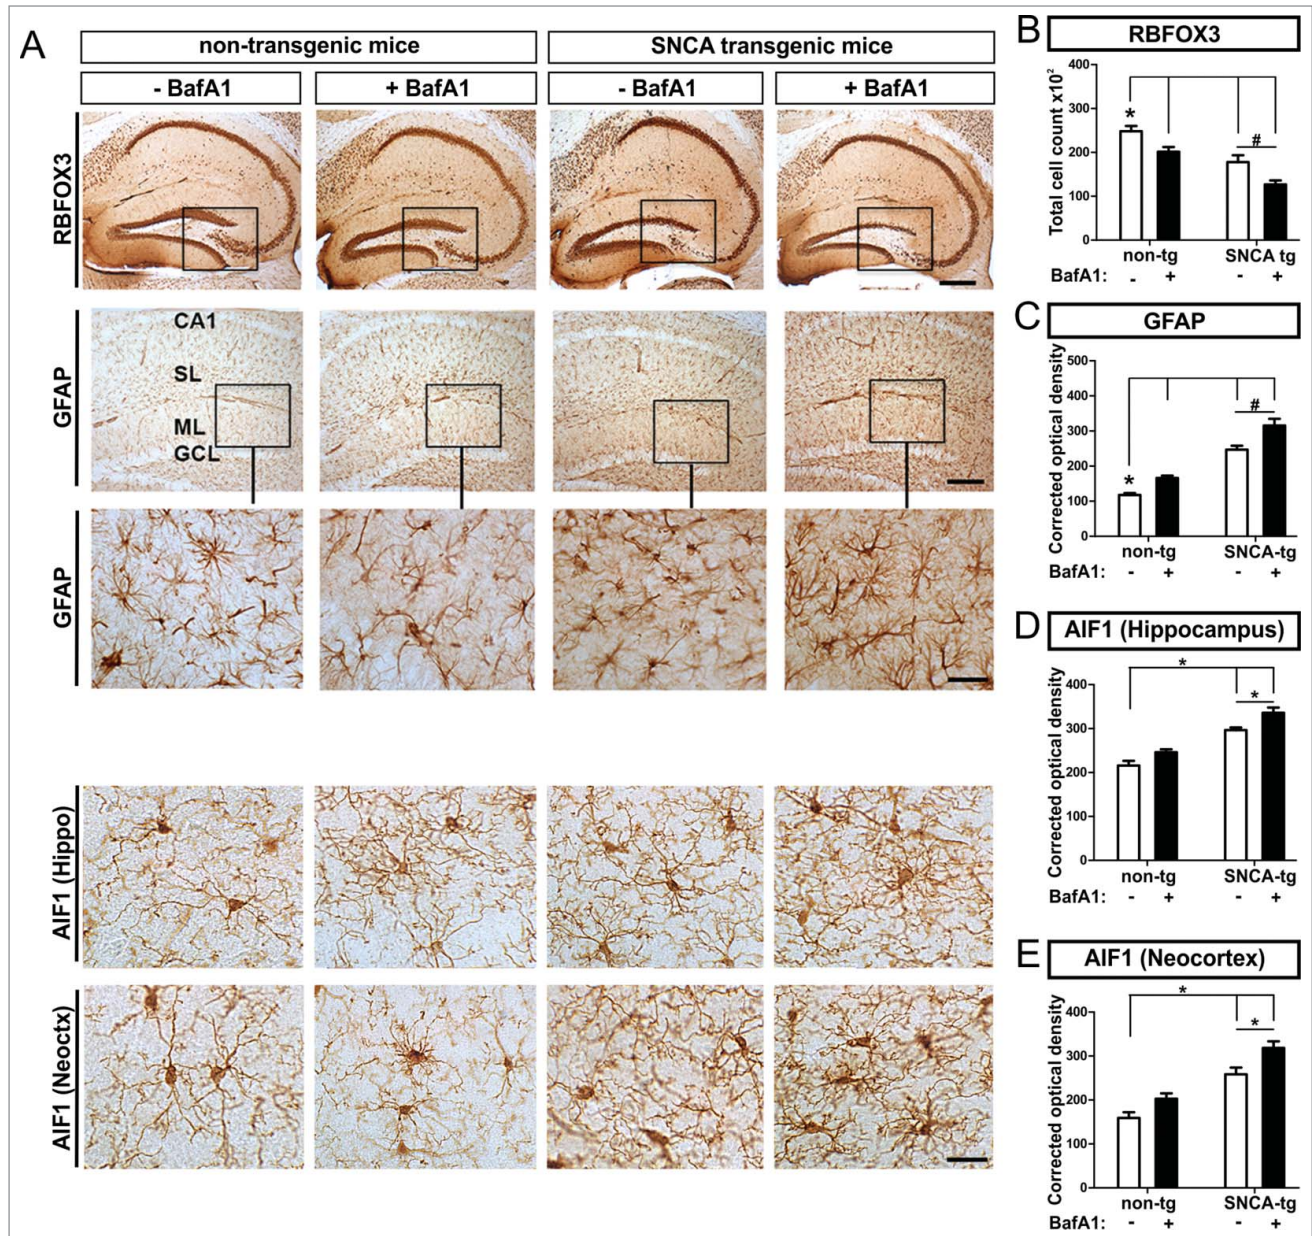 A
non-transgenic mice
SNCA transgenic mice
- BafA1
+ BafA1
- BafA1
+ BafA1
RBFOX3
GFAP
CA1
SL
ML
GCL
GFAP
AIF1 (Hippo)
AIF1 (Neoctx)
B
RBFOX3
Total cell count x10²
400
300
200
100
0
*
#
non-tg
SNCA tg
BafA1: - + - +
C
GFAP
Corrected optical density
500
400
300
200
100
0
*
#
non-tg
SNCA-tg
BafA1: - + - +
D
AIF1 (Hippocampus)
Corrected optical density
400
300
200
100
0
*
*
non-tg
SNCA-tg
BafA1: - + - +
E
AIF1 (Neocortex)
Corrected optical density
400
300
200
100
0
*
*
non-tg
SNCA-tg
BafA1: - + - +